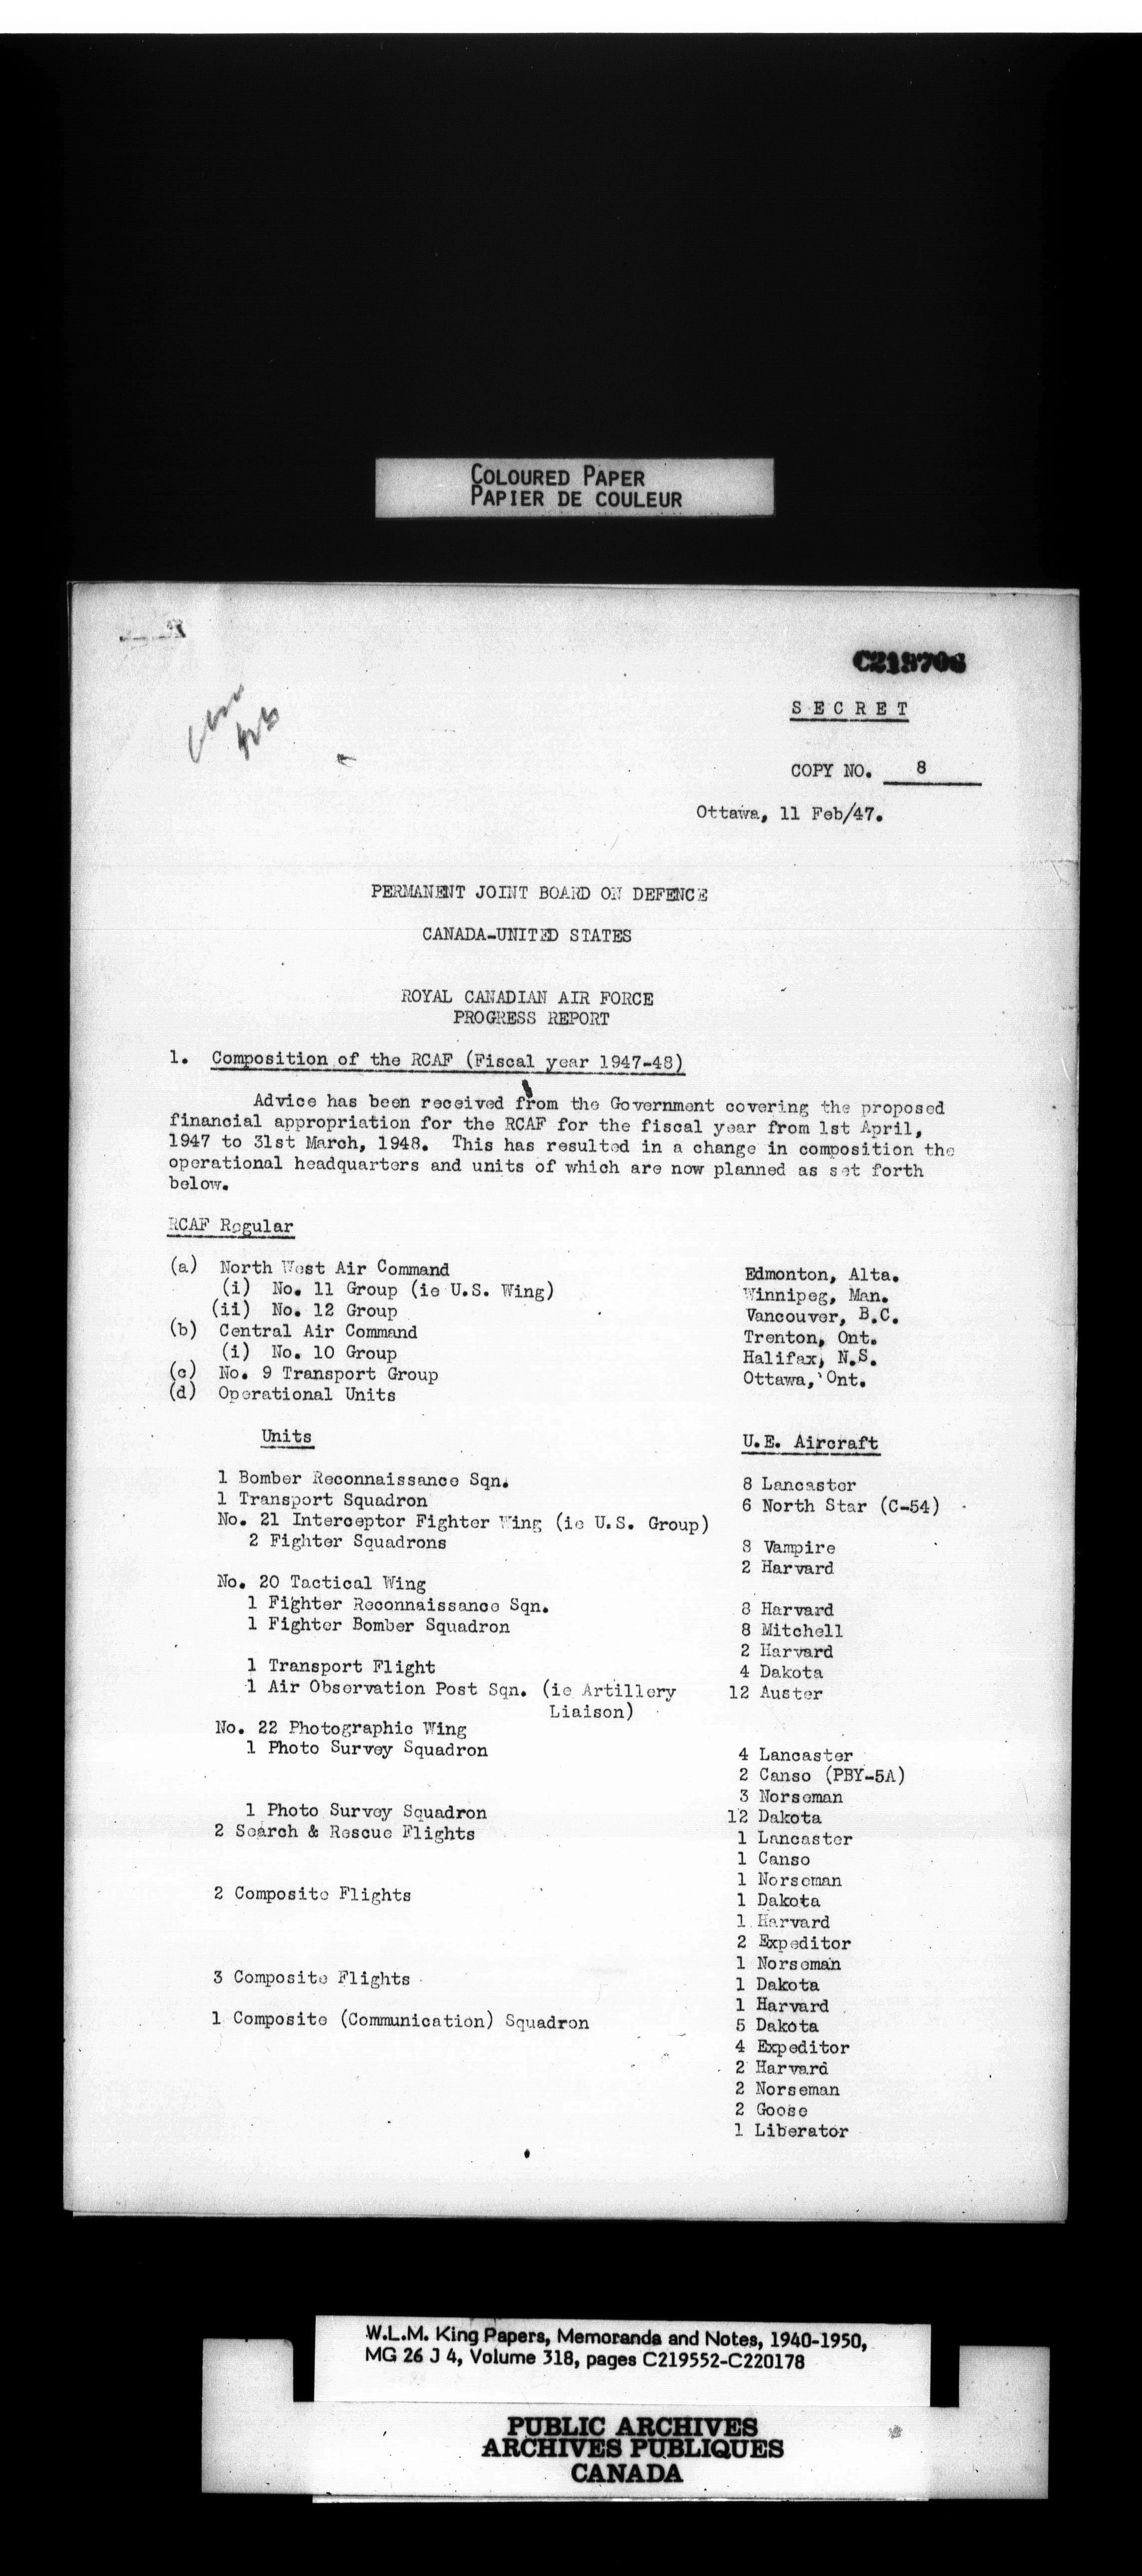 COLOURED PAPER
PAPIER DE COULEUR
C219706
SECRET
COPY NO. 8
Ottawa, 11 Feb/47.
PERMANENT JOINT BOARD ON DEFENCE
CANADA-UNITED STATES
ROYAL CANADIAN AIR FORCE
PROGRESS REPORT
1. Composition of the RCAF (Fiscal year 1947-48)
Advice has been received from the Government covering the proposed
financial appropriation for the RCAF for the fiscal year from 1st April,
1947 to 31st March, 1948. This has resulted in a change in composition the
operational headquarters and units of which are now planned as set forth
below.
RCAF Regular
(a) North West Air Command Edmonton, Alta.
(i) No. 11 Group (ie U.S. Wing) Winnipeg, Man.
(ii) No. 12 Group Vancouver, B.C.
(b) Central Air Command Trenton, Ont.
(i) No. 10 Group Halifax, N.S.
(c) No. 9 Transport Group Ottawa, Ont.
(d) Operational Units
Units U.E. Aircraft
1 Bomber Reconnaissance Sqn. 8 Lancaster
1 Transport Squadron 6 North Star (C-54)
No. 21 Interceptor Fighter Wing (ie U.S. Group)
2 Fighter Squadrons 8 Vampire
2 Harvard
No. 20 Tactical Wing
1 Fighter Reconnaissance Sqn. 8 Harvard
1 Fighter Bomber Squadron 8 Mitchell
2 Harvard
1 Transport Flight 4 Dakota
1 Air Observation Post Sqn. (ie Artillery 12 Auster
Liaison)
No. 22 Photographic Wing
1 Photo Survey Squadron 4 Lancaster
2 Canso (PBY-5A)
3 Norseman
1 Photo Survey Squadron 12 Dakota
2 Search & Rescue Flights 1 Lancaster
1 Canso
1 Norseman
2 Composite Flights 1 Dakota
1 Harvard
2 Expeditor
1 Norseman
3 Composite Flights 1 Dakota
1 Harvard
1 Composite (Communication) Squadron 5 Dakota
4 Expeditor
2 Harvard
2 Norseman
2 Goose
1 Liberator
W.L.M. King Papers, Memoranda and Notes, 1940-1950,
MG 26 J 4, Volume 318, pages C219552-C220178
PUBLIC ARCHIVES
ARCHIVES PUBLIQUES
CANADA